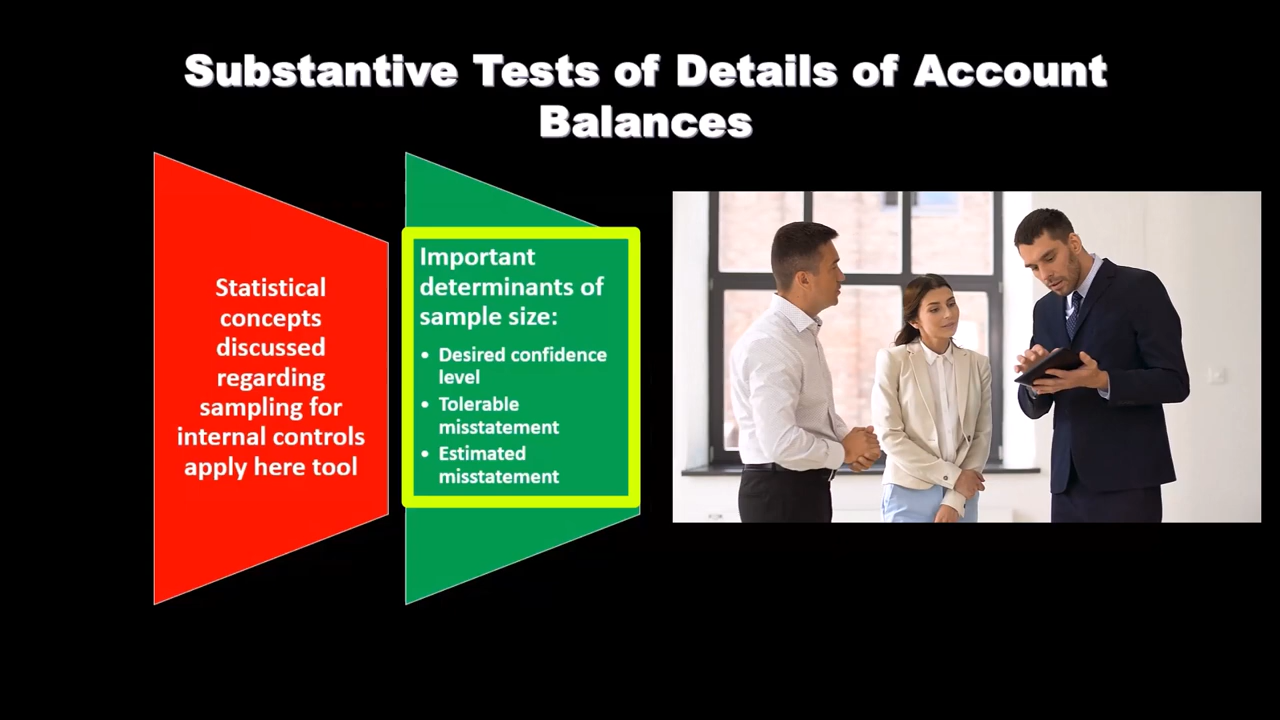 Substantive Tests of Details of Account
Balances
Statistical
concepts
discussed
regarding
sampling for
internal controls
apply here tool
Important
determinants of
sample size:
• Desired confidence
level
• Tolerable
misstatement
• Estimated
misstatement